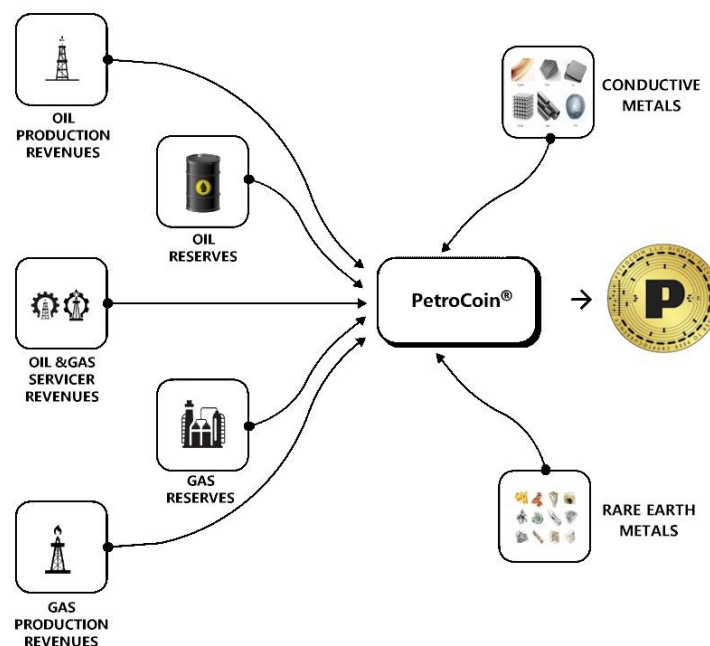 OIL
PRODUCTION
REVENUES
CONDUCTIVE
METALS
OIL
RESERVES
PetroCoin®
P
OIL &GAS
SERVICER
REVENUES
GAS
RESERVES
RARE EARTH
METALS
GAS
PRODUCTION
REVENUES